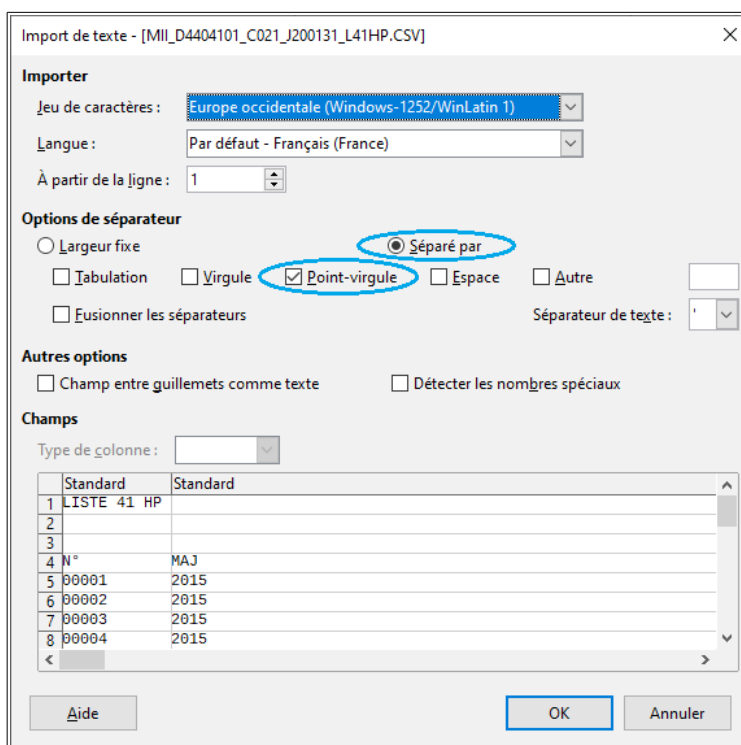 Import de texte - [MII_D4404101_C021_J200131_L41HP.CSV]
Importer
Jeu de caractères : Europe occidentale (Windows-1252/WinLatin 1)
Langue : Par défaut - Français (France)
À partir de la ligne : 1
Options de séparateur
Largeur fixe Séparé par
Tabulation Virgule Point-virgule Espace Autre
Fusionner les séparateurs Séparateur de texte : '
Autres options
Champ entre guillemets comme texte Détecter les nombres spéciaux
Champs
Type de colonne :
Standard Standard
1 LISTE 41 HP
2
3
4 N° MAJ
5 00001 2015
6 00002 2015
7 00003 2015
8 00004 2015
Aide OK Annuler